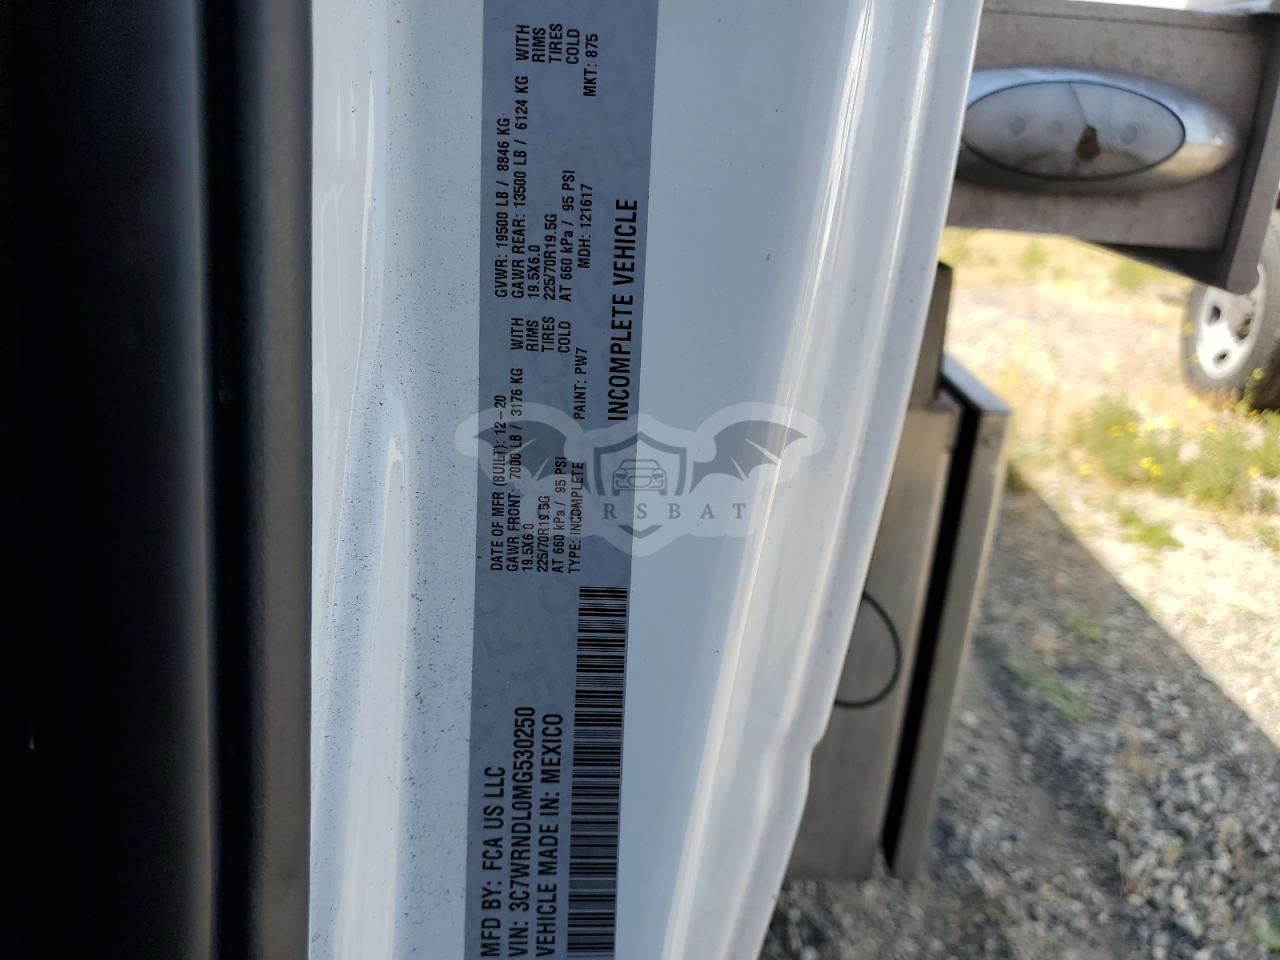 MFD BY: FCA US LLC
VIN: 3C7WRNDL0MG530250
VEHICLE MADE IN: MEXICO
DATE OF MFR (BUILT): 12-20
GAWR FRONT: 7000 LB / 3176 KG WITH
19.5X6.0 RIMS
225/70R19.5G TIRES
AT 660 kPa / 95 PSI COLD
TYPE: INCOMPLETE PAINT: PW7
GVWR: 19500 LB / 8846 KG
GAWR REAR: 13500 LB / 6124 KG WITH
19.5X6.0 RIMS
225/70R19.5G TIRES
AT 660 kPa / 95 PSI COLD
MDH: 121617 MKT: 875
INCOMPLETE VEHICLE
CARSBAT